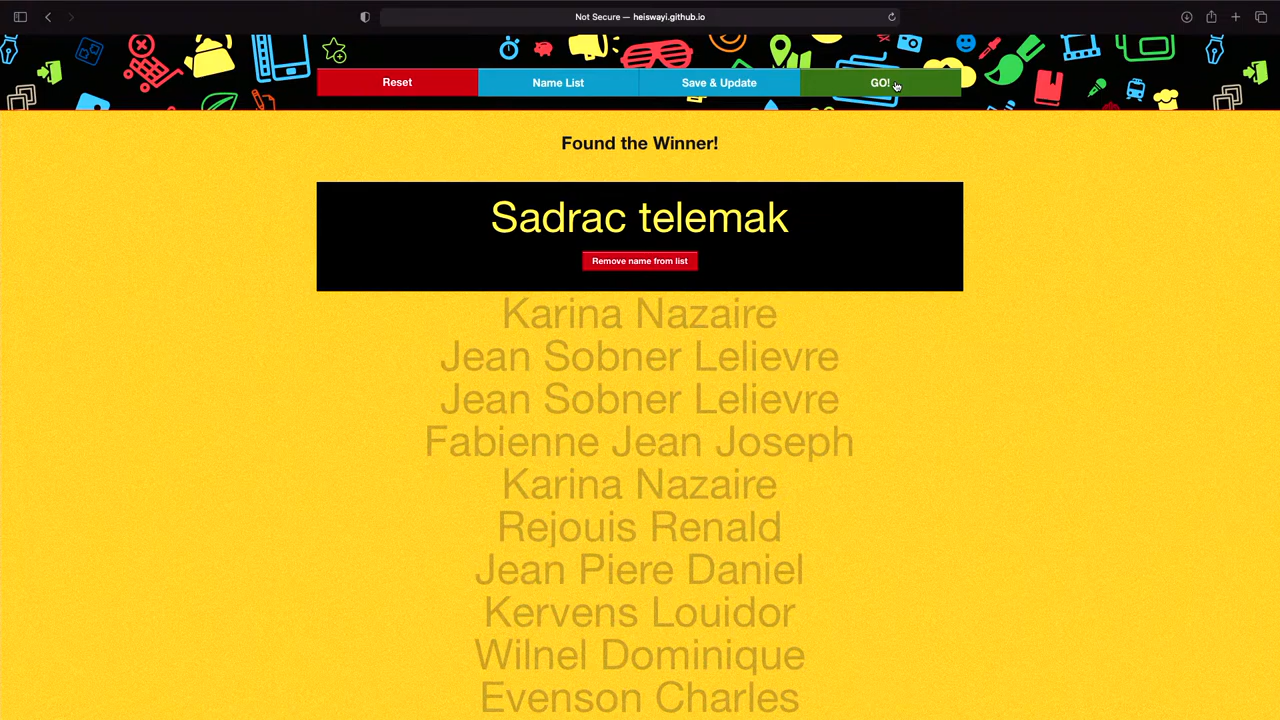 Not Secure — heiswayi.github.io
Reset
Name List
Save & Update
GO!
Found the Winner!
Sadrac telemak
Remove name from list
Karina Nazaire
Jean Sobner Lelievre
Jean Sobner Lelievre
Fabienne Jean Joseph
Karina Nazaire
Rejouis Renald
Jean Piere Daniel
Kervens Louidor
Wilnel Dominique
Evenson Charles